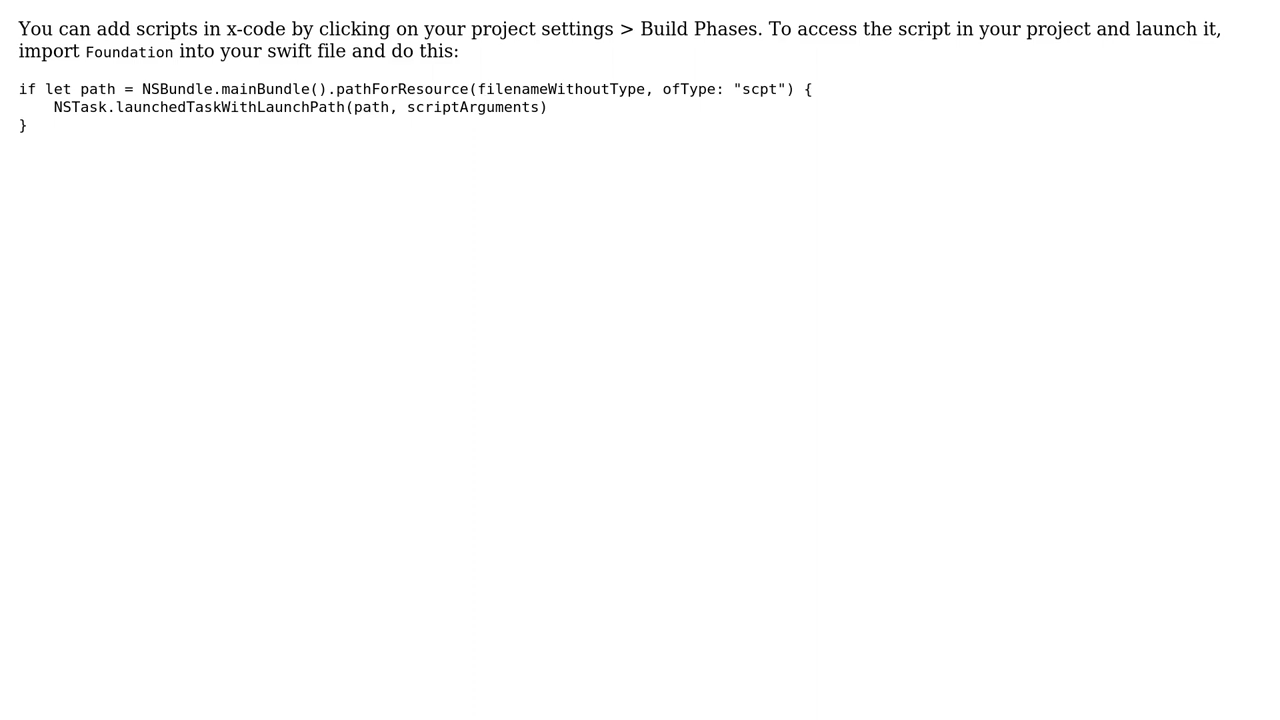 You can add scripts in x-code by clicking on your project settings > Build Phases. To access the script in your project and launch it,
import Foundation into your swift file and do this:
if let path = NSBundle.mainBundle().pathForResource(filenameWithoutType, ofType: "scpt") {
    NSTask.launchedTaskWithLaunchPath(path, scriptArguments)
}